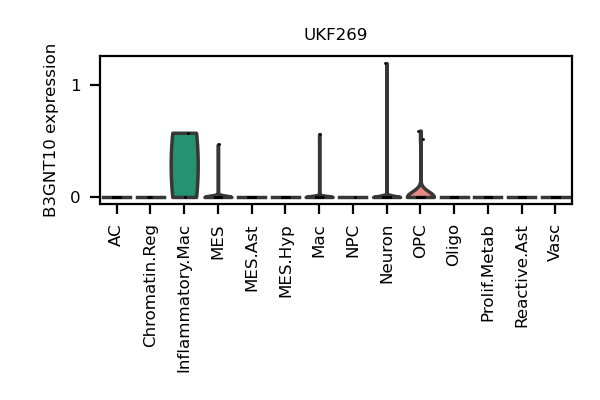 UKF269
B3GNT10 expression
1
0
AC
Chromatin.Reg
Inflammatory.Mac
MES
MES.Ast
MES.Hyp
Mac
NPC
Neuron
OPC
Oligo
Prolif.Metab
Reactive.Ast
Vasc